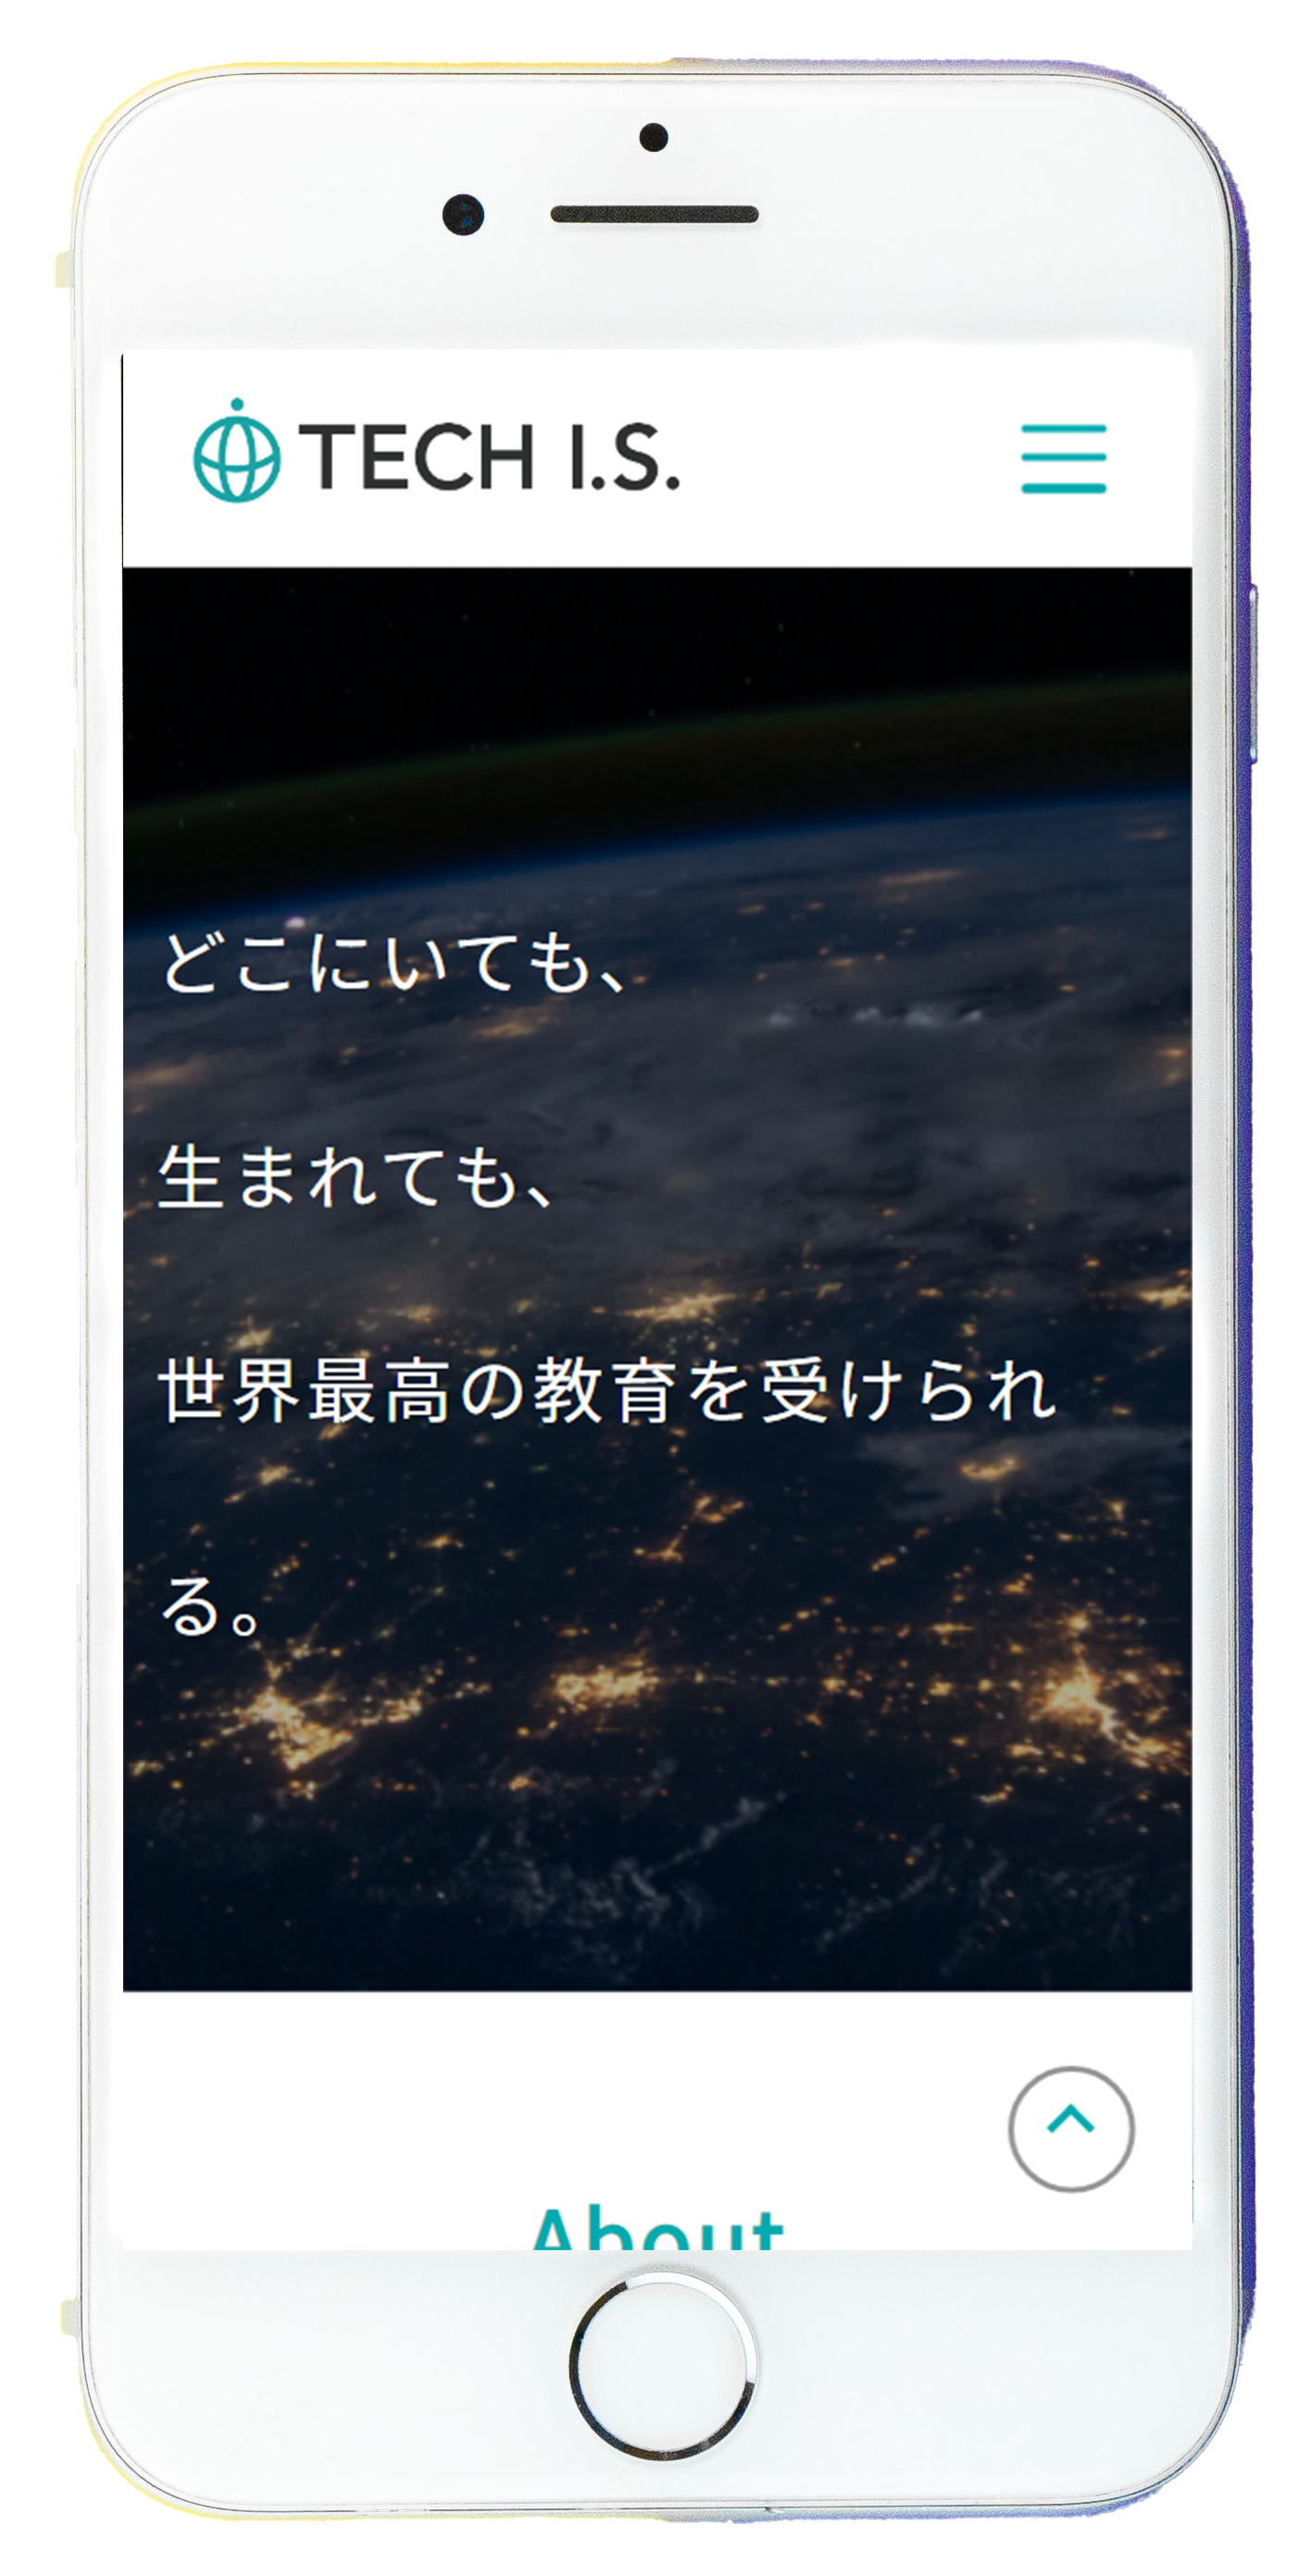 TECH I.S.
どこにいても、
生まれても、
世界最高の教育を受けられ
る。
About